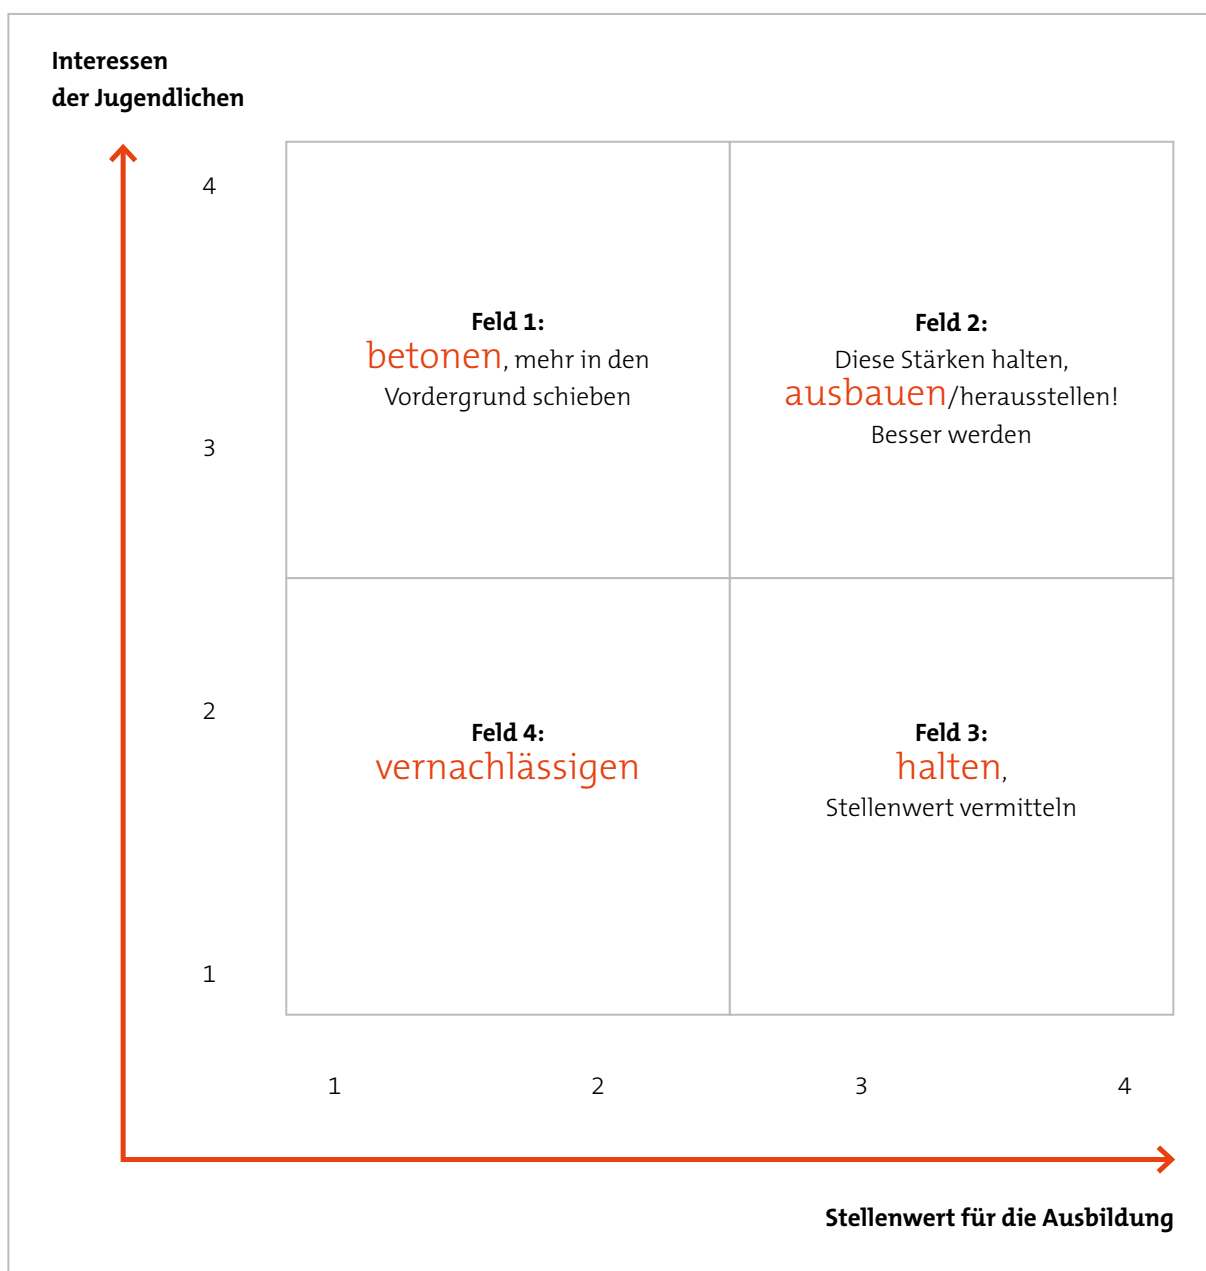 Interessen
der Jugendlichen
4
Feld 1:
betonen, mehr in den
Vordergrund schieben
Feld 2:
Diese Stärken halten,
ausbauen/herausstellen!
Besser werden
3
2
Feld 4:
vernachlässigen
Feld 3:
halten,
Stellenwert vermitteln
1
1 2 3 4
Stellenwert für die Ausbildung